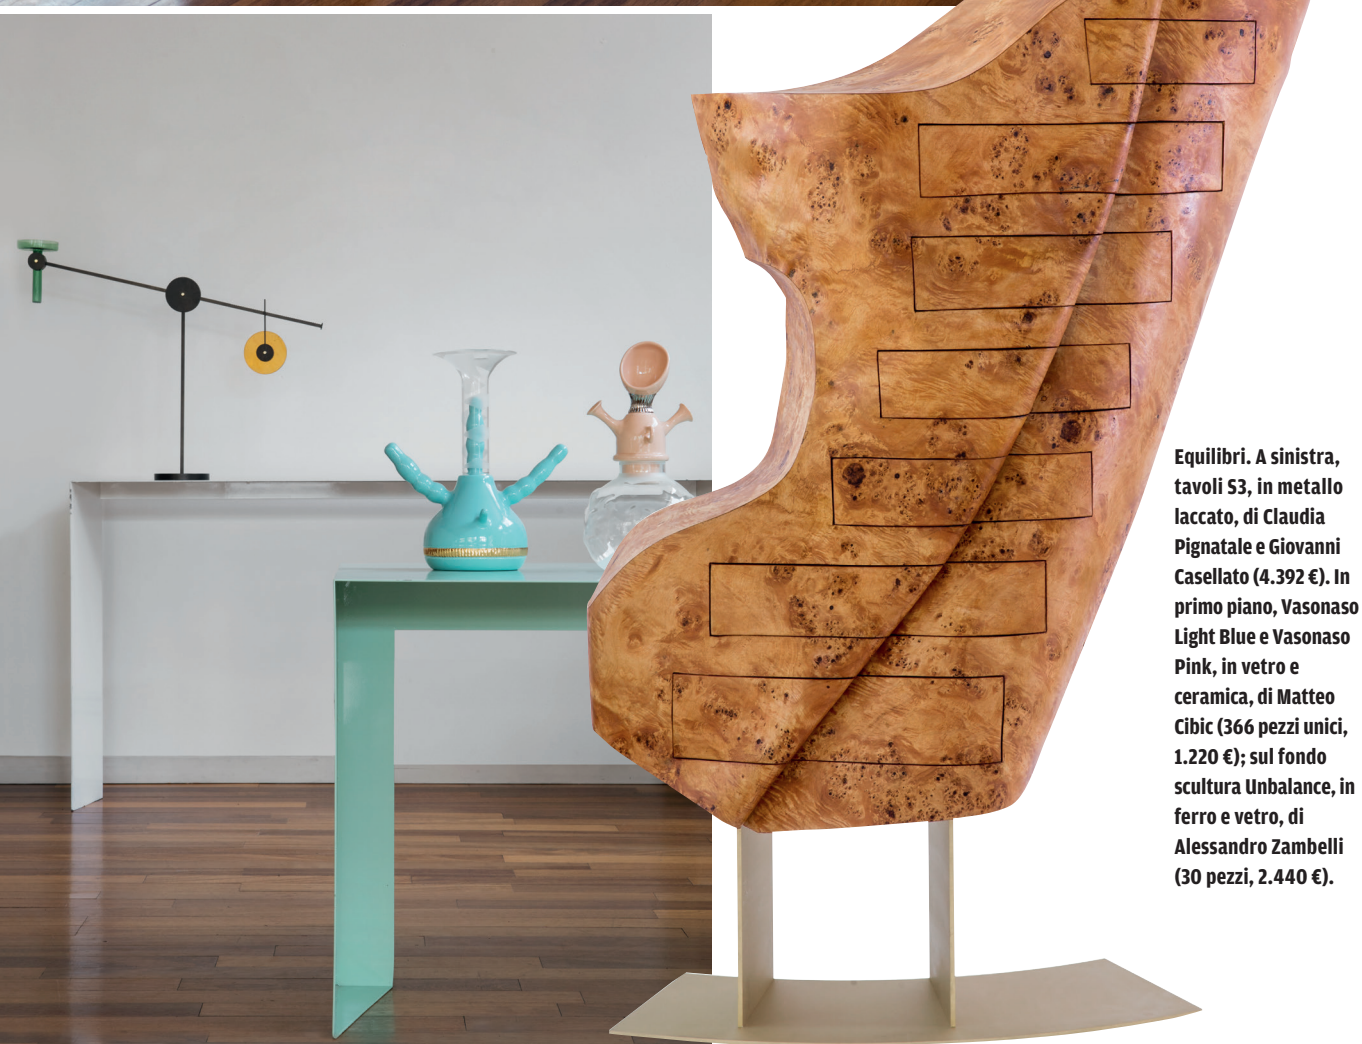 Equilibri. A sinistra,
tavoli S3, in metallo
laccato, di Claudia
Pignatale e Giovanni
Casellato (4.392 €). In
primo piano, Vasonaso
Light Blue e Vasonaso
Pink, in vetro e
ceramica, di Matteo
Cibic (366 pezzi unici,
1.220 €); sul fondo
scultura Unbalance, in
ferro e vetro, di
Alessandro Zambelli
(30 pezzi, 2.440 €).